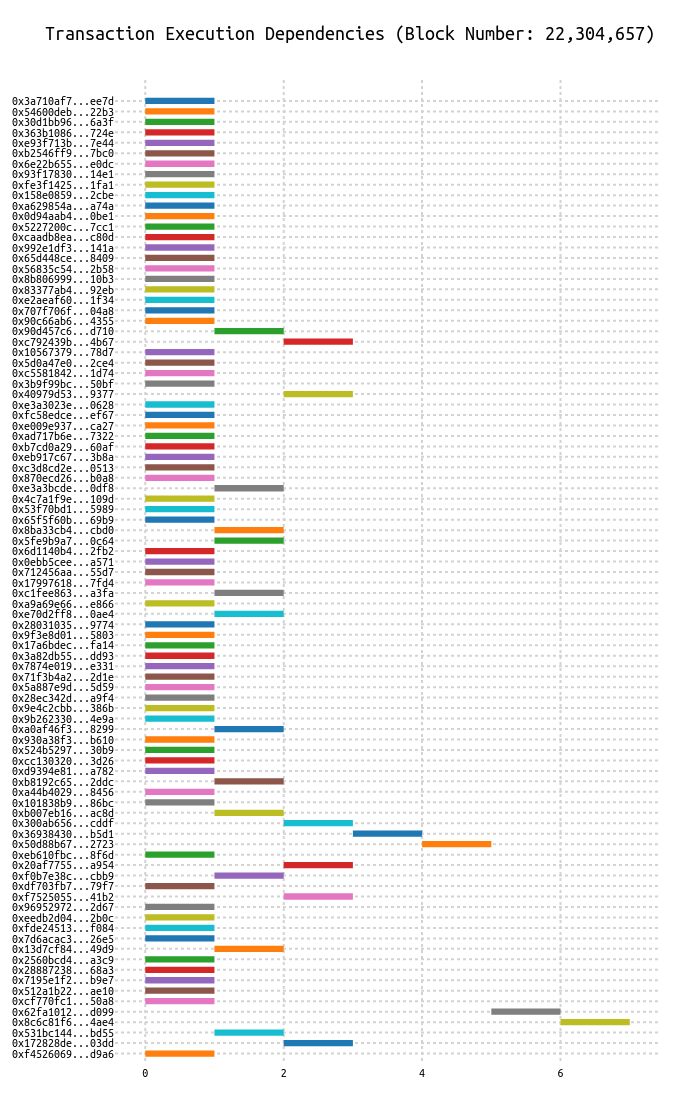 Transaction Execution Dependencies (Block Number: 22,304,657)
0x3a710af7...ee7d
0x54600deb...22b3
0x30d1bb96...6a3f
0x363b1086...724e
0xe93f713b...7e44
0xb2546ff9...7bc0
0x6e22b655...e0dc
0x93f17830...14e1
0xfe3f1425...1fa1
0x158e0859...2cbe
0xa629854a...a74a
0x0d94aab4...0be1
0x5227200c...7cc1
0xcaadb8ea...c80d
0x992e1df3...141a
0x65d448ce...8409
0x56835c54...2b58
0x8b806999...10b3
0x83377ab4...92eb
0xe2aeaf60...1f34
0x707f706f...04a8
0x90c66ab6...4355
0x90d457c6...d710
0xc792439b...4b67
0x10567379...78d7
0x5d0a47e0...2ce4
0xc5581842...1d74
0x3b9f99bc...50bf
0x40979d53...9377
0xe3a3023e...0628
0xfc58edce...ef67
0xe009e937...ca27
0xad717b6e...7322
0xb7cd0a29...60af
0xeb917c67...3b8a
0xc3d8cd2e...0513
0x870ecd26...b0a8
0xe3a3bcde...0df8
0x4c7a1f9e...109d
0x53f70bd1...5989
0x65f5f60b...69b9
0x8ba33cb4...cbd0
0x5fe9b9a7...0c64
0x6d1140b4...2fb2
0x0ebb5cee...a571
0x712456aa...55d7
0x17997618...7fd4
0xc1fee863...a3fa
0xa9a69e66...e866
0xe70d2ff8...0ae4
0x28031035...9774
0x9f3e8d01...5803
0x17a6bdec...fa14
0x3a82db55...dd93
0x7874e019...e331
0x71f3b4a2...2d1e
0x5a887e9d...5d59
0x28ec342d...a9f4
0x9e4c2cbb...386b
0x9b262330...4e9a
0xa0af46f3...8299
0x930a38f3...b610
0x524b5297...30b9
0xcc130320...3d26
0xd9394e81...a782
0xb8192c65...2ddc
0xa44b4029...8456
0x101838b9...86bc
0xb007eb16...ac8d
0x300ab656...cddf
0x36938430...b5d1
0x50d88b67...2723
0xeb610fbc...8f6d
0x20af7755...a954
0xf0b7e38c...cbb9
0xdf703fb7...79f7
0xf7525055...41b2
0x96952972...2d67
0xeedb2d04...2b0c
0xfde24513...f084
0x7d6acac3...26e5
0x13d7cf84...49d9
0x2560bcd4...a3c9
0x28887238...68a3
0x7195e1f2...b9e7
0x512a1b22...ae10
0xcf770fc1...50a8
0x62fa1012...d099
0x8c6c81f6...4ae4
0x531bc144...bd55
0x172828de...03dd
0xf4526069...d9a6
0 2 4 6